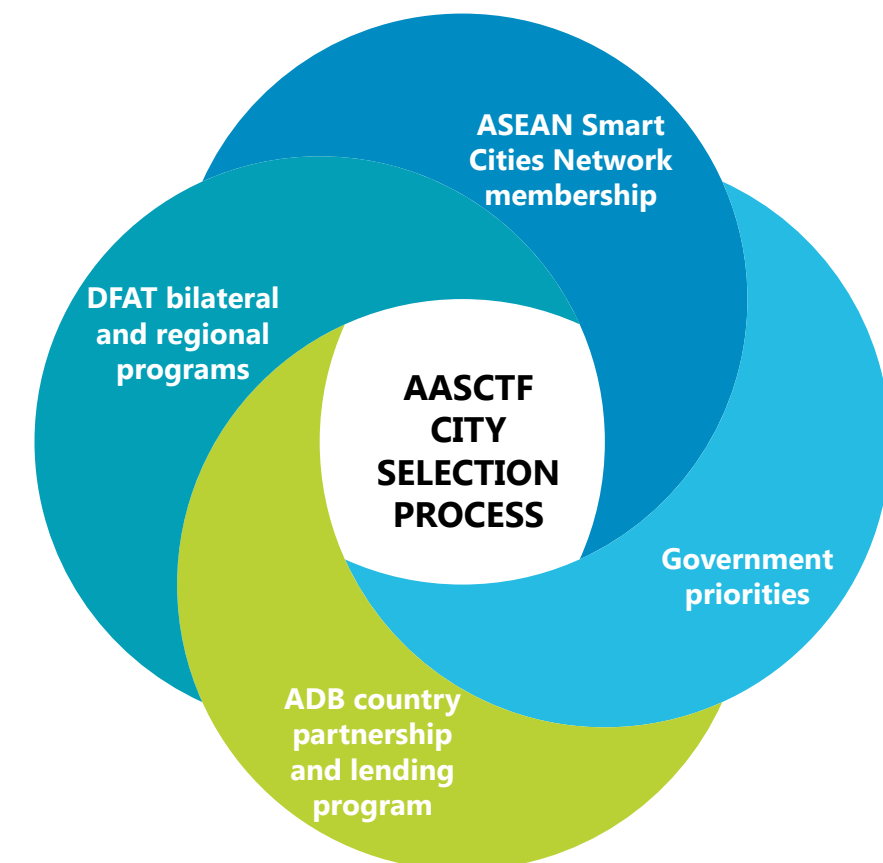 ASEAN Smart
Cities Network
membership
DFAT bilateral
and regional
programs
AASCTF
CITY
SELECTION
PROCESS
Government
priorities
ADB country
partnership
and lending
program